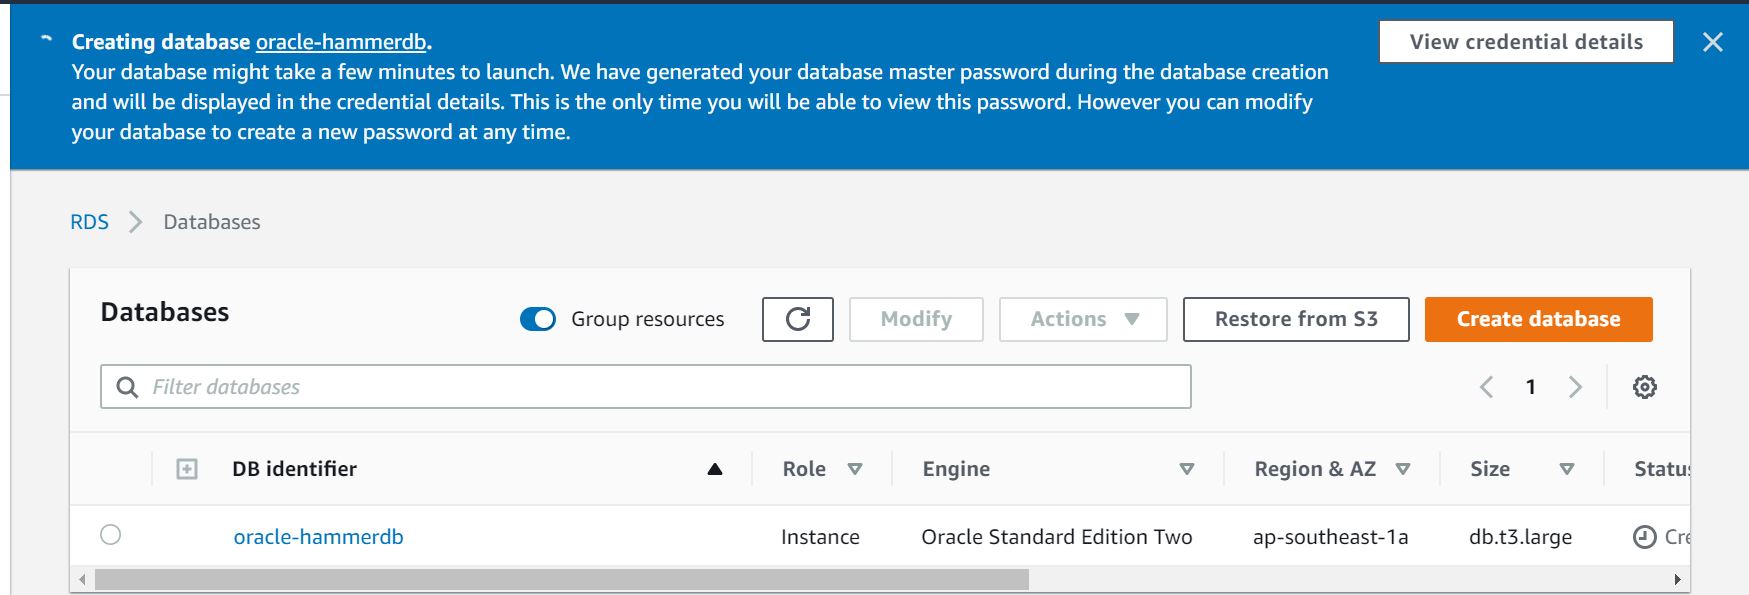 Creating database oracle-hammerdb.
View credential details
Your database might take a few minutes to launch. We have generated your database master password during the database creation
and will be displayed in the credential details. This is the only time you will be able to view this password. However you can modify
your database to create a new password at any time.
RDS > Databases
Databases
Group resources
Modify
Actions
Restore from S3
Create database
Filter databases
1
DB identifier Role Engine Region & AZ Size Status
oracle-hammerdb Instance Oracle Standard Edition Two ap-southeast-1a db.t3.large Cre